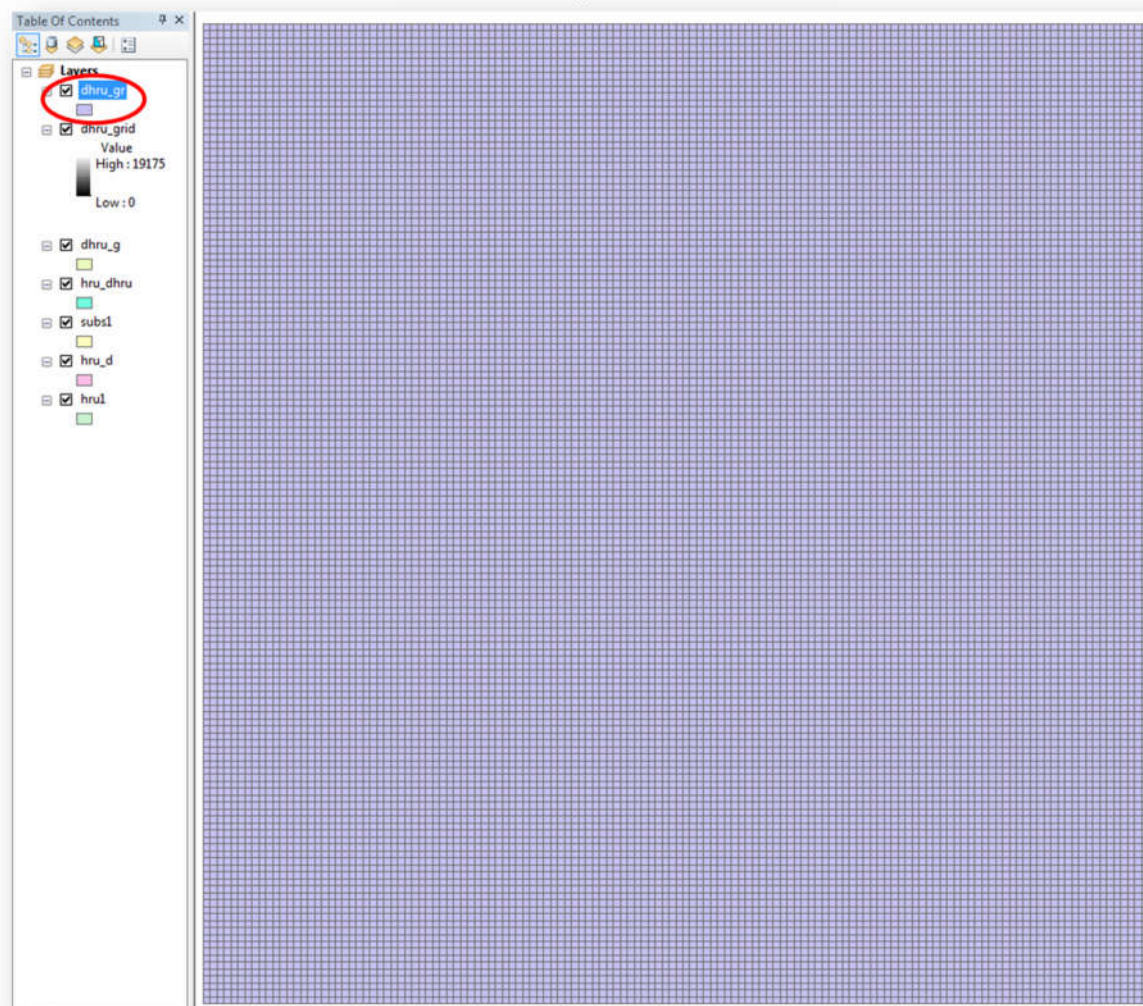 Table Of Contents
Layers
dhru_gr
dhru_grid
Value
High : 19175
Low : 0
dhru_g
hru_dhru
subs1
hru_d
hru1